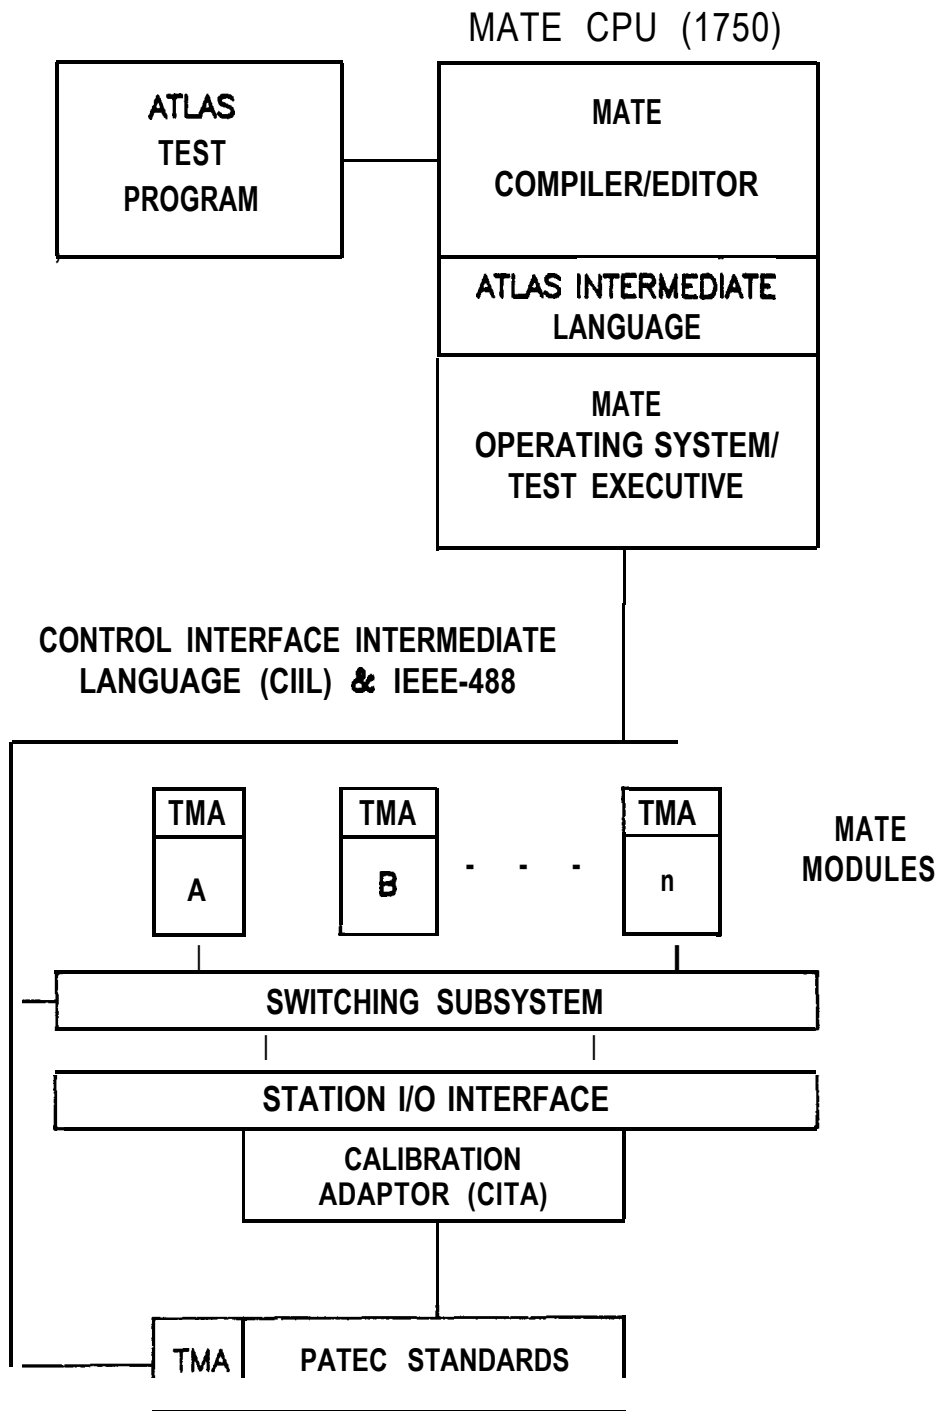 MATE CPU (1750)
ATLAS
TEST
PROGRAM
MATE
COMPILER/EDITOR
ATLAS INTERMEDIATE
LANGUAGE
MATE
OPERATING SYSTEM/
TEST EXECUTIVE
CONTROL INTERFACE INTERMEDIATE
LANGUAGE (CIIL) & IEEE-488
TMA
A
TMA
B
- - -
TMA
n
MATE
MODULES
SWITCHING SUBSYSTEM
STATION I/O INTERFACE
CALIBRATION
ADAPTOR (CITA)
TMA
PATEC STANDARDS